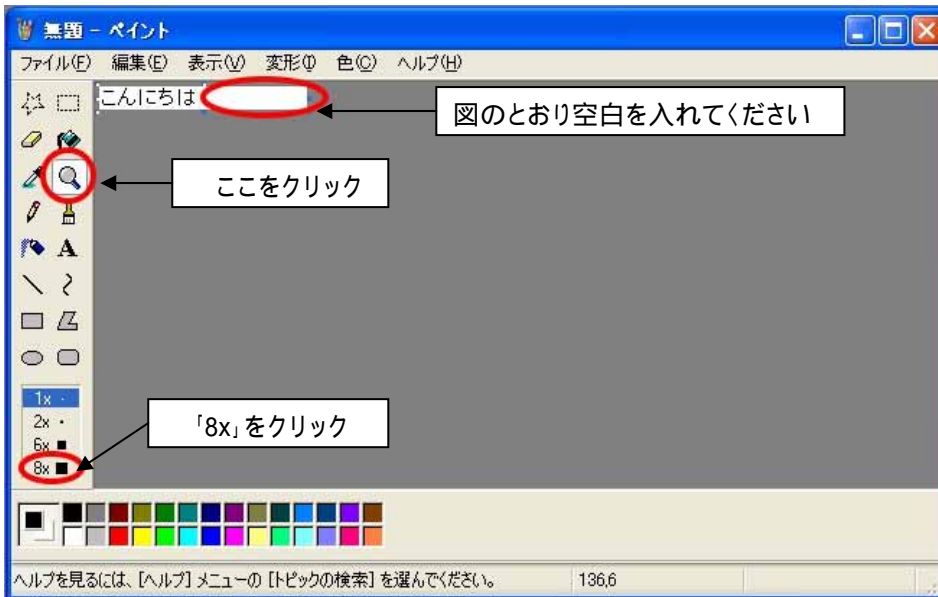 無題 - ペイント
ファイル(F) 編集(E) 表示(V) 変形(I) 色(C) ヘルプ(H)
こんにちは
図のとおり空白を入れてください
ここをクリック
A
1x
2x
6x
8x
「8x」をクリック
ヘルプを見るには、[ヘルプ] メニューの [トピックの検索] を選んでください。 136,6